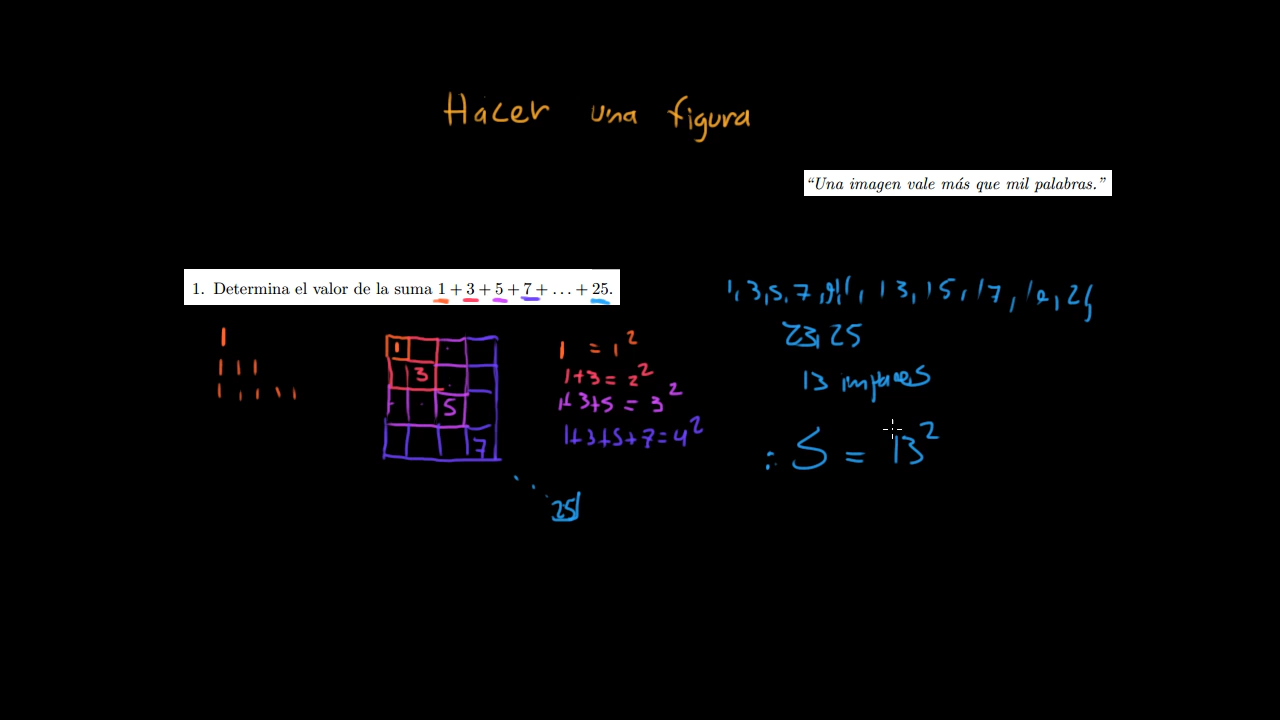 Hacer una figura
“Una imagen vale más que mil palabras.”
1. Determina el valor de la suma 1 + 3 + 5 + 7 + . . . + 25.
1
3
5
7
25
1 = 1²
1+3 = 2²
1+3+5 = 3²
1+3+5+7 = 4²
1, 3, 5, 7, 9, 11, 13, 15, 17, 19, 21,
23, 25
13 impares
∴ S = 13²